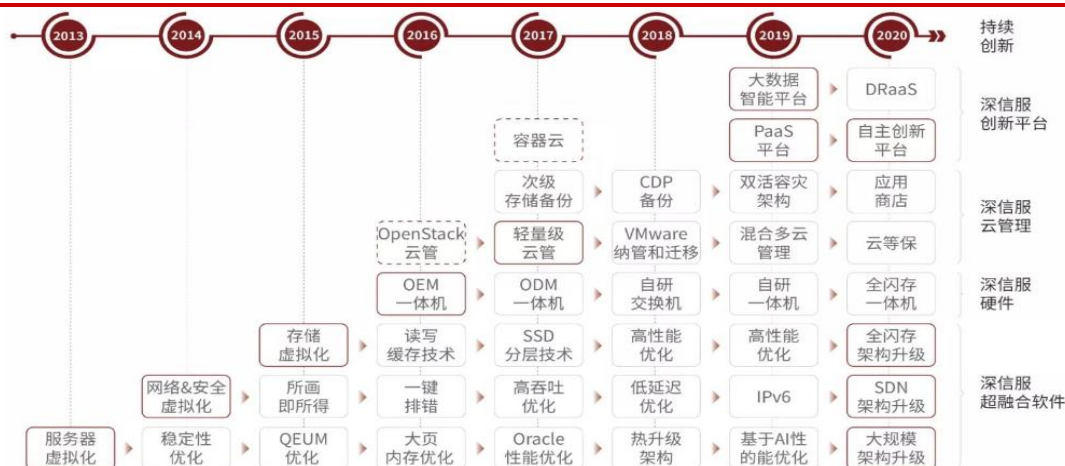 2013 2014 2015 2016 2017 2018 2019 2020
持续
创新
大数据
智能平台
DRaaS
PaaS
平台
自主创新
平台
深信服
创新平台
容器云
次级
存储备份
CDP
备份
双活容灾
架构
应用
商店
OpenStack
云管
轻量级
云管
VMware
纳管和迁移
混合多云
管理
云等保
深信服
云管理
OEM
一体机
ODM
一体机
自研
交换机
自研
一体机
全闪存
一体机
深信服
硬件
存储
虚拟化
读写
缓存技术
SSD
分层技术
高性能
优化
高性能
优化
全闪存
架构升级
网络&安全
虚拟化
所画
即所得
一键
排错
高吞吐
优化
低延迟
优化
IPv6
SDN
架构升级
服务器
虚拟化
稳定性
优化
QEUM
优化
大页
内存优化
Oracle
性能优化
热升级
架构
基于AI性
的能优化
大规模
架构升级
深信服
超融合软件